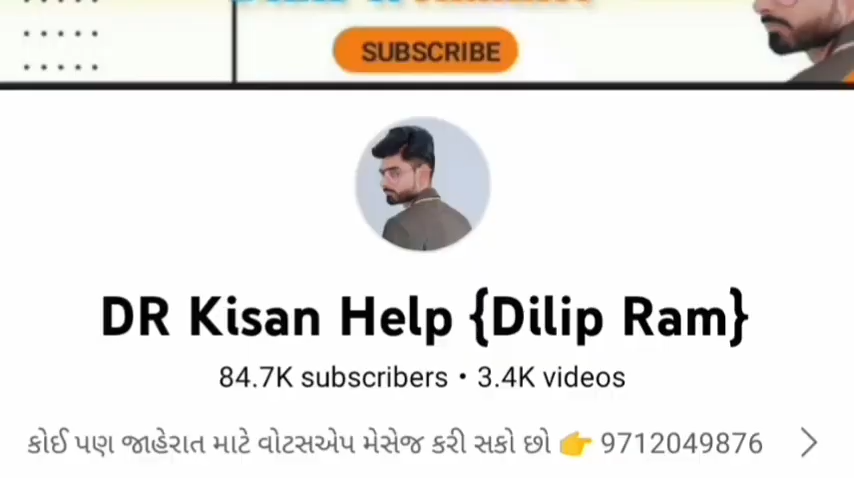 SUBSCRIBE
DR Kisan Help {Dilip Ram}
84.7K subscribers • 3.4K videos
કોઈ પણ જાહેરાત માટે વોટસએપ મેસેજ કરી સકો છો 👉 9712049876